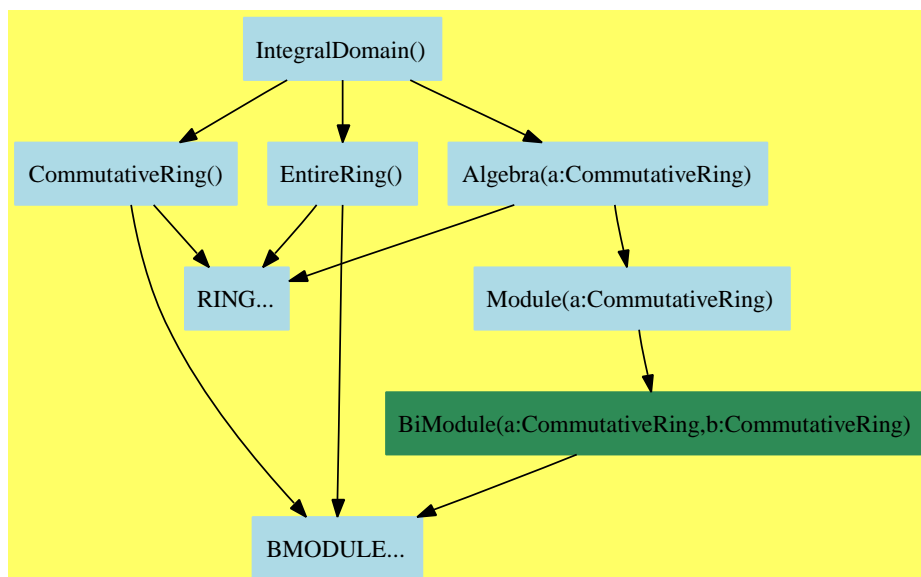 IntegralDomain()
CommutativeRing()
EntireRing()
Algebra(a:CommutativeRing)
RING...
Module(a:CommutativeRing)
BiModule(a:CommutativeRing,b:CommutativeRing)
BMODULE...